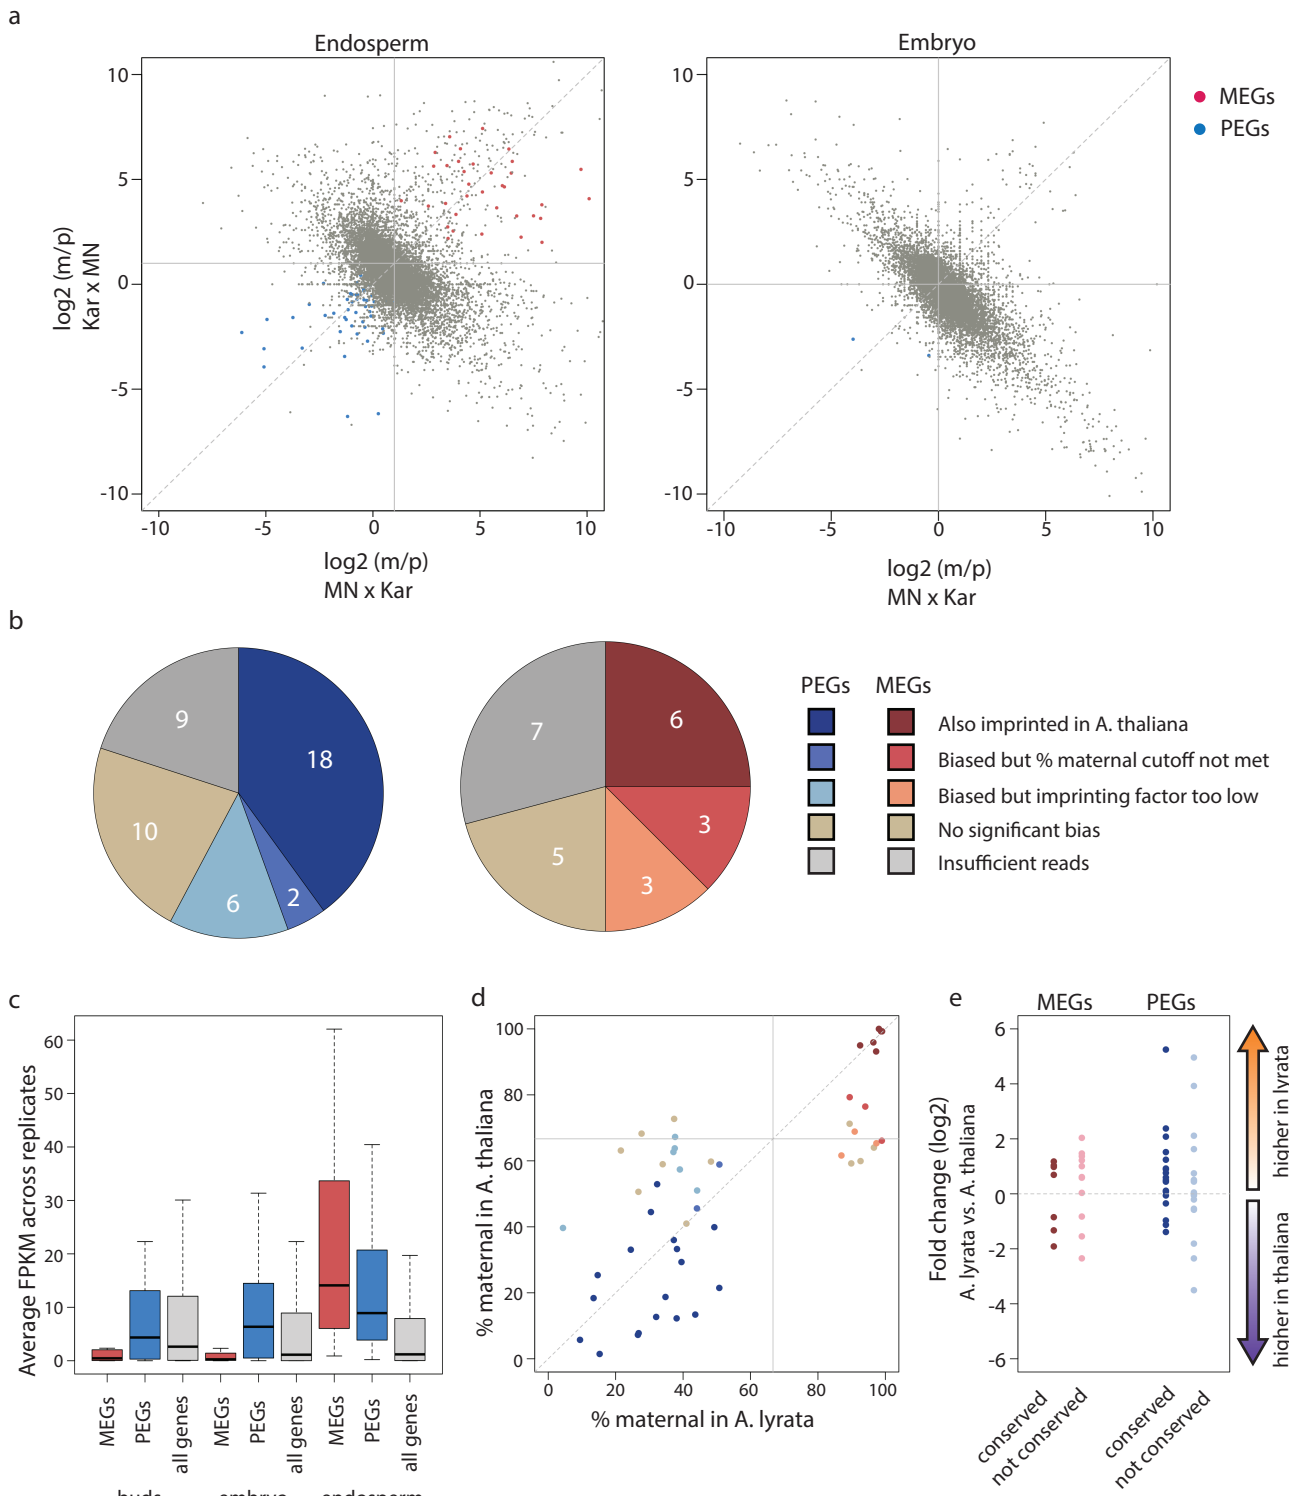 a
Endosperm
10
5
0
-5
-10
-10
-5
0
5
10
log2 (m/p)
Kar x MN
log2 (m/p)
MN x Kar
Embryo
10
5
0
-5
-10
-10
-5
0
5
10
log2 (m/p)
MN x Kar
MEGs
PEGs
b
9
18
10
6
2
7
6
5
3
3
PEGs MEGs
Also imprinted in A. thaliana
Biased but % maternal cutoff not met
Biased but imprinting factor too low
No significant bias
Insufficient reads
c
Average FPKM across replicates
60
50
40
30
20
10
0
MEGs
PEGs
all genes
MEGs
PEGs
all genes
MEGs
PEGs
all genes
buds
embryo
endosperm
d
% maternal in A. thaliana
100
80
60
40
20
0
0
20
40
60
80
100
% maternal in A. lyrata
e
MEGs
PEGs
Fold change (log2)
A. lyrata vs. A. thaliana
6
4
2
0
-2
-4
-6
conserved
not conserved
conserved
not conserved
higher in lyrata
higher in thaliana